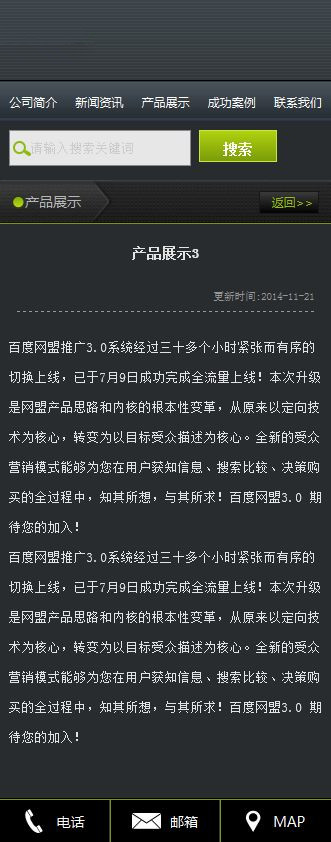 公司简介 新闻资讯 产品展示 成功案例 联系我们
请输入搜索关键词 搜索
产品展示 返回>>
产品展示3
更新时间:2014-11-21
百度网盟推广3.0系统经过三十多个小时紧张而有序的
切换上线，已于7月9日成功完成全流量上线！本次升级
是网盟产品思路和内核的根本性变革，从原来以定向技
术为核心，转变为以目标受众描述为核心。全新的受众
营销模式能够为您在用户获知信息、搜索比较、决策购
买的全过程中，知其所想，与其所求！百度网盟3.0 期
待您的加入！
百度网盟推广3.0系统经过三十多个小时紧张而有序的
切换上线，已于7月9日成功完成全流量上线！本次升级
是网盟产品思路和内核的根本性变革，从原来以定向技
术为核心，转变为以目标受众描述为核心。全新的受众
营销模式能够为您在用户获知信息、搜索比较、决策购
买的全过程中，知其所想，与其所求！百度网盟3.0 期
待您的加入！
电话 邮箱 MAP